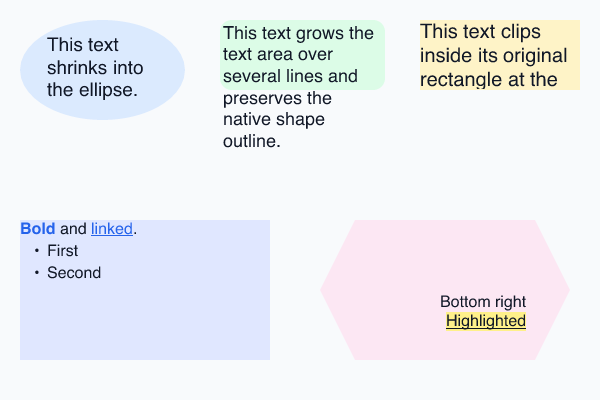 This text
shrinks into
the ellipse.
This text grows the
text area over
several lines and
preserves the
native shape
outline.
This text clips
inside its original
rectangle at the
Bold and linked.
• First
• Second
Bottom right
Highlighted